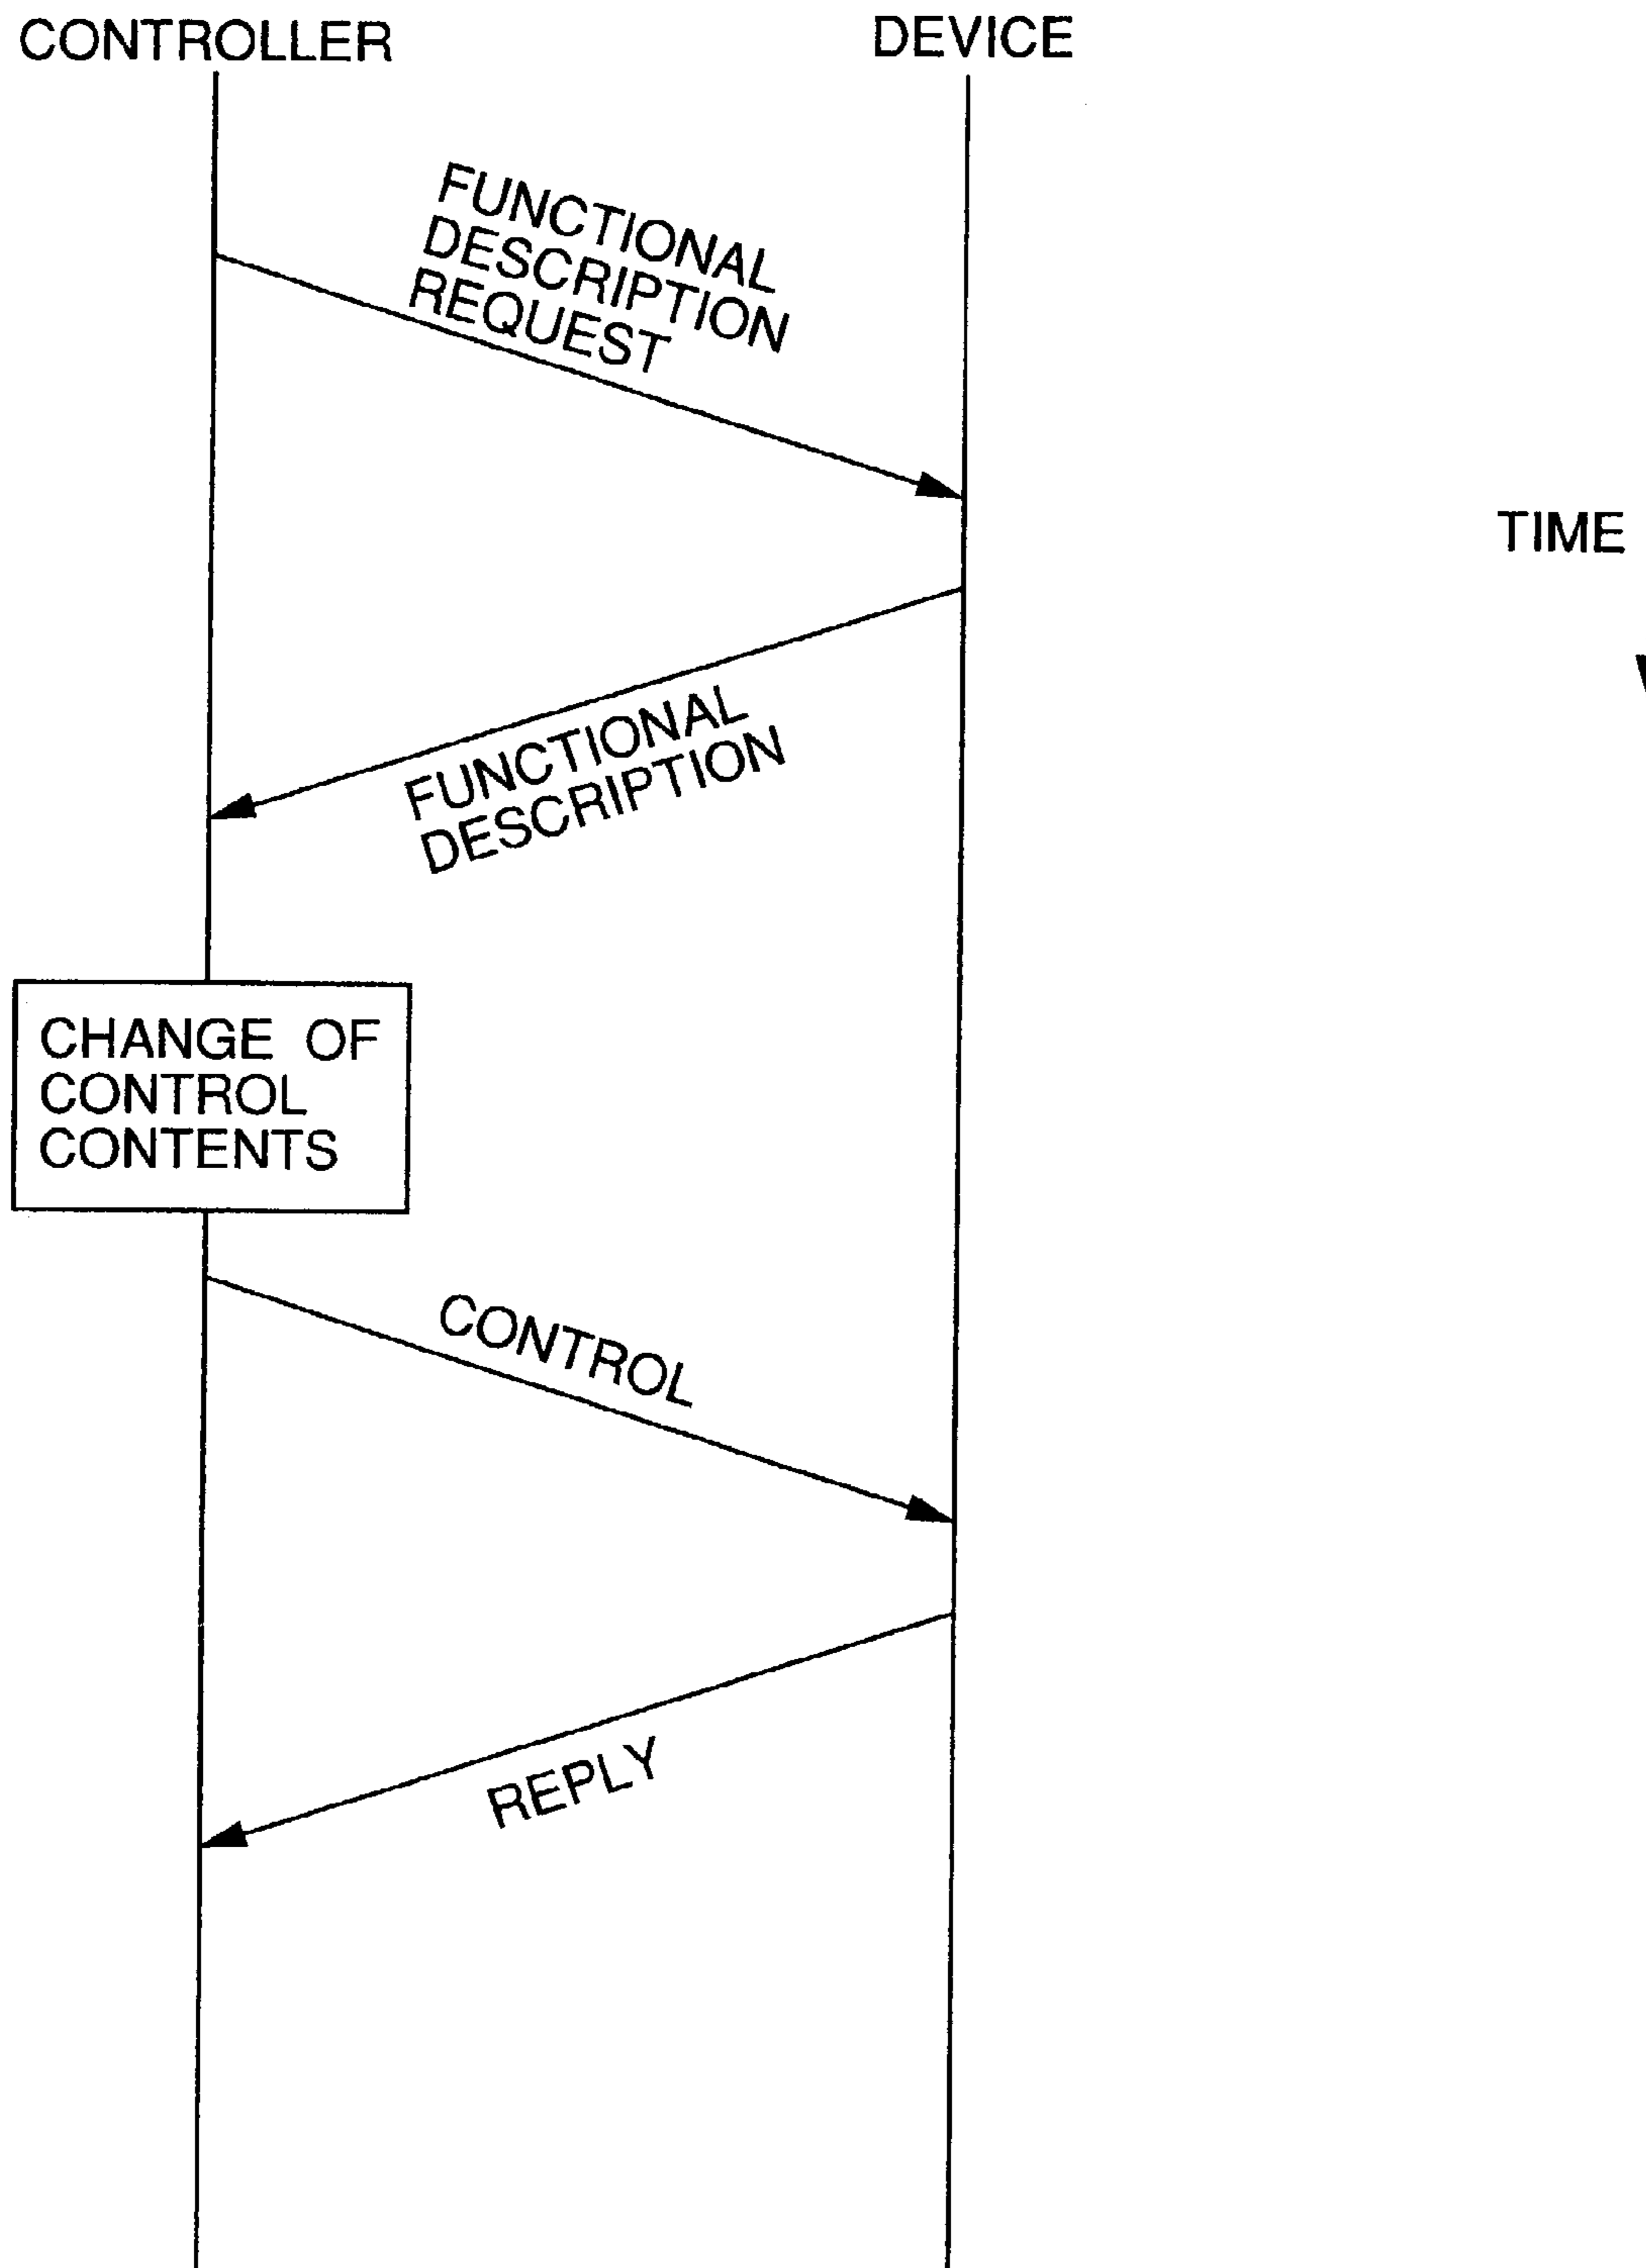 CONTROLLER
DEVICE
FUNCTIONAL
DESCRIPTION
REQUEST
TIME
FUNCTIONAL
DESCRIPTION
CHANGE OF
CONTROL
CONTENTS
CONTROL
REPLY